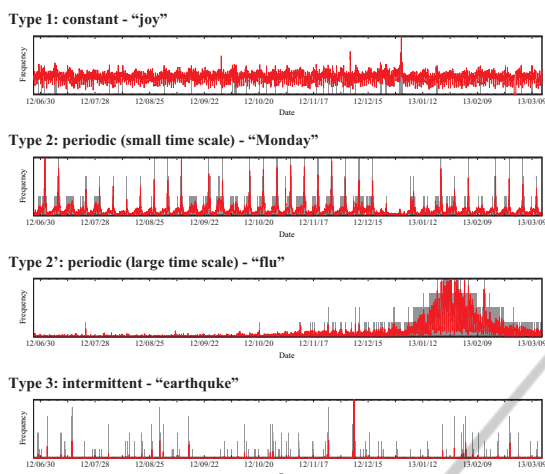 Type 1: constant - “joy”
Frequency
12/06/30 12/07/28 12/08/25 12/09/22 12/10/20 12/11/17 12/12/15 13/01/12 13/02/09 13/03/09
Date
Type 2: periodic (small time scale) - “Monday”
Frequency
12/06/30 12/07/28 12/08/25 12/09/22 12/10/20 12/11/17 12/12/15 13/01/12 13/02/09 13/03/09
Date
Type 2’: periodic (large time scale) - “flu”
Frequency
12/06/30 12/07/28 12/08/25 12/09/22 12/10/20 12/11/17 12/12/15 13/01/12 13/02/09 13/03/09
Date
Type 3: intermittent - “earthquke”
Frequency
12/06/30 12/07/28 12/08/25 12/09/22 12/10/20 12/11/17 12/12/15 13/01/12 13/02/09 13/03/09